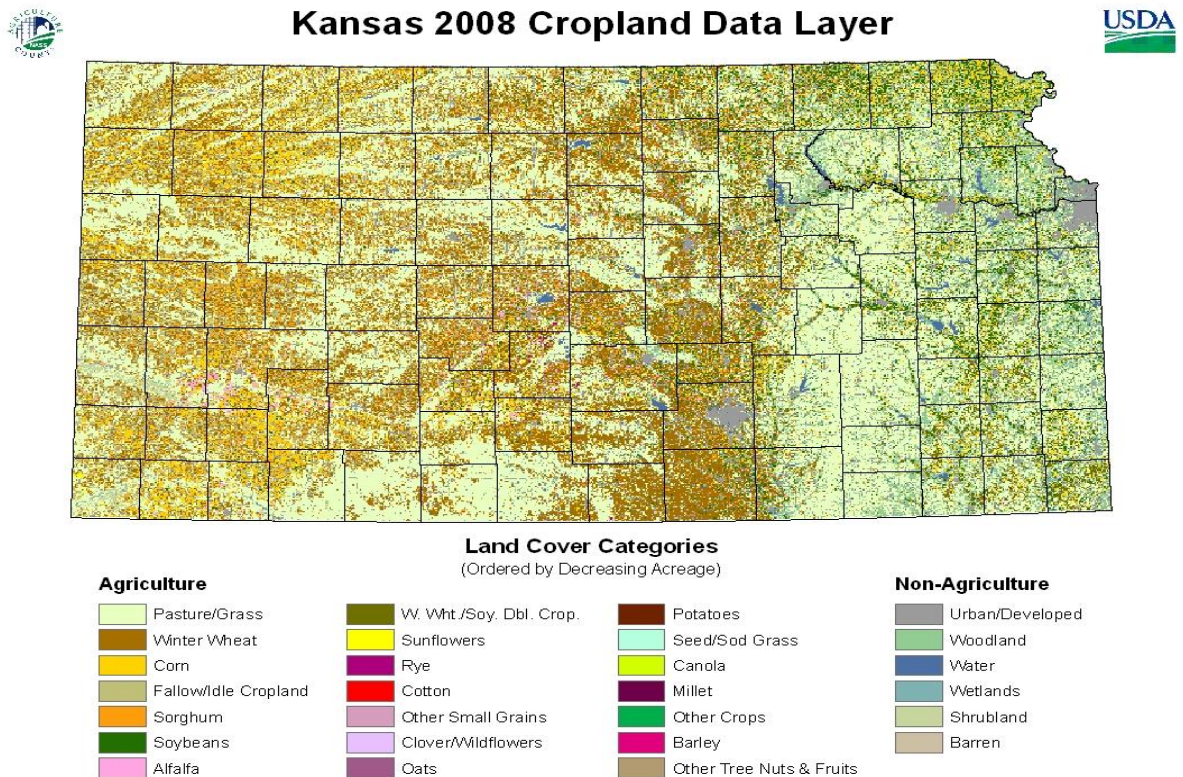 Kansas 2008 Cropland Data Layer
AGRICULTURE
NASS
COUNTS
USDA
Land Cover Categories
(Ordered by Decreasing Acreage)
Agriculture
Pasture/Grass
Winter Wheat
Corn
Fallow/Idle Cropland
Sorghum
Soybeans
Alfalfa
W. Wht./Soy. Dbl. Crop.
Sunflowers
Rye
Cotton
Other Small Grains
Clover/Wildflowers
Oats
Potatoes
Seed/Sod Grass
Canola
Millet
Other Crops
Barley
Other Tree Nuts & Fruits
Non-Agriculture
Urban/Developed
Woodland
Water
Wetlands
Shrubland
Barren